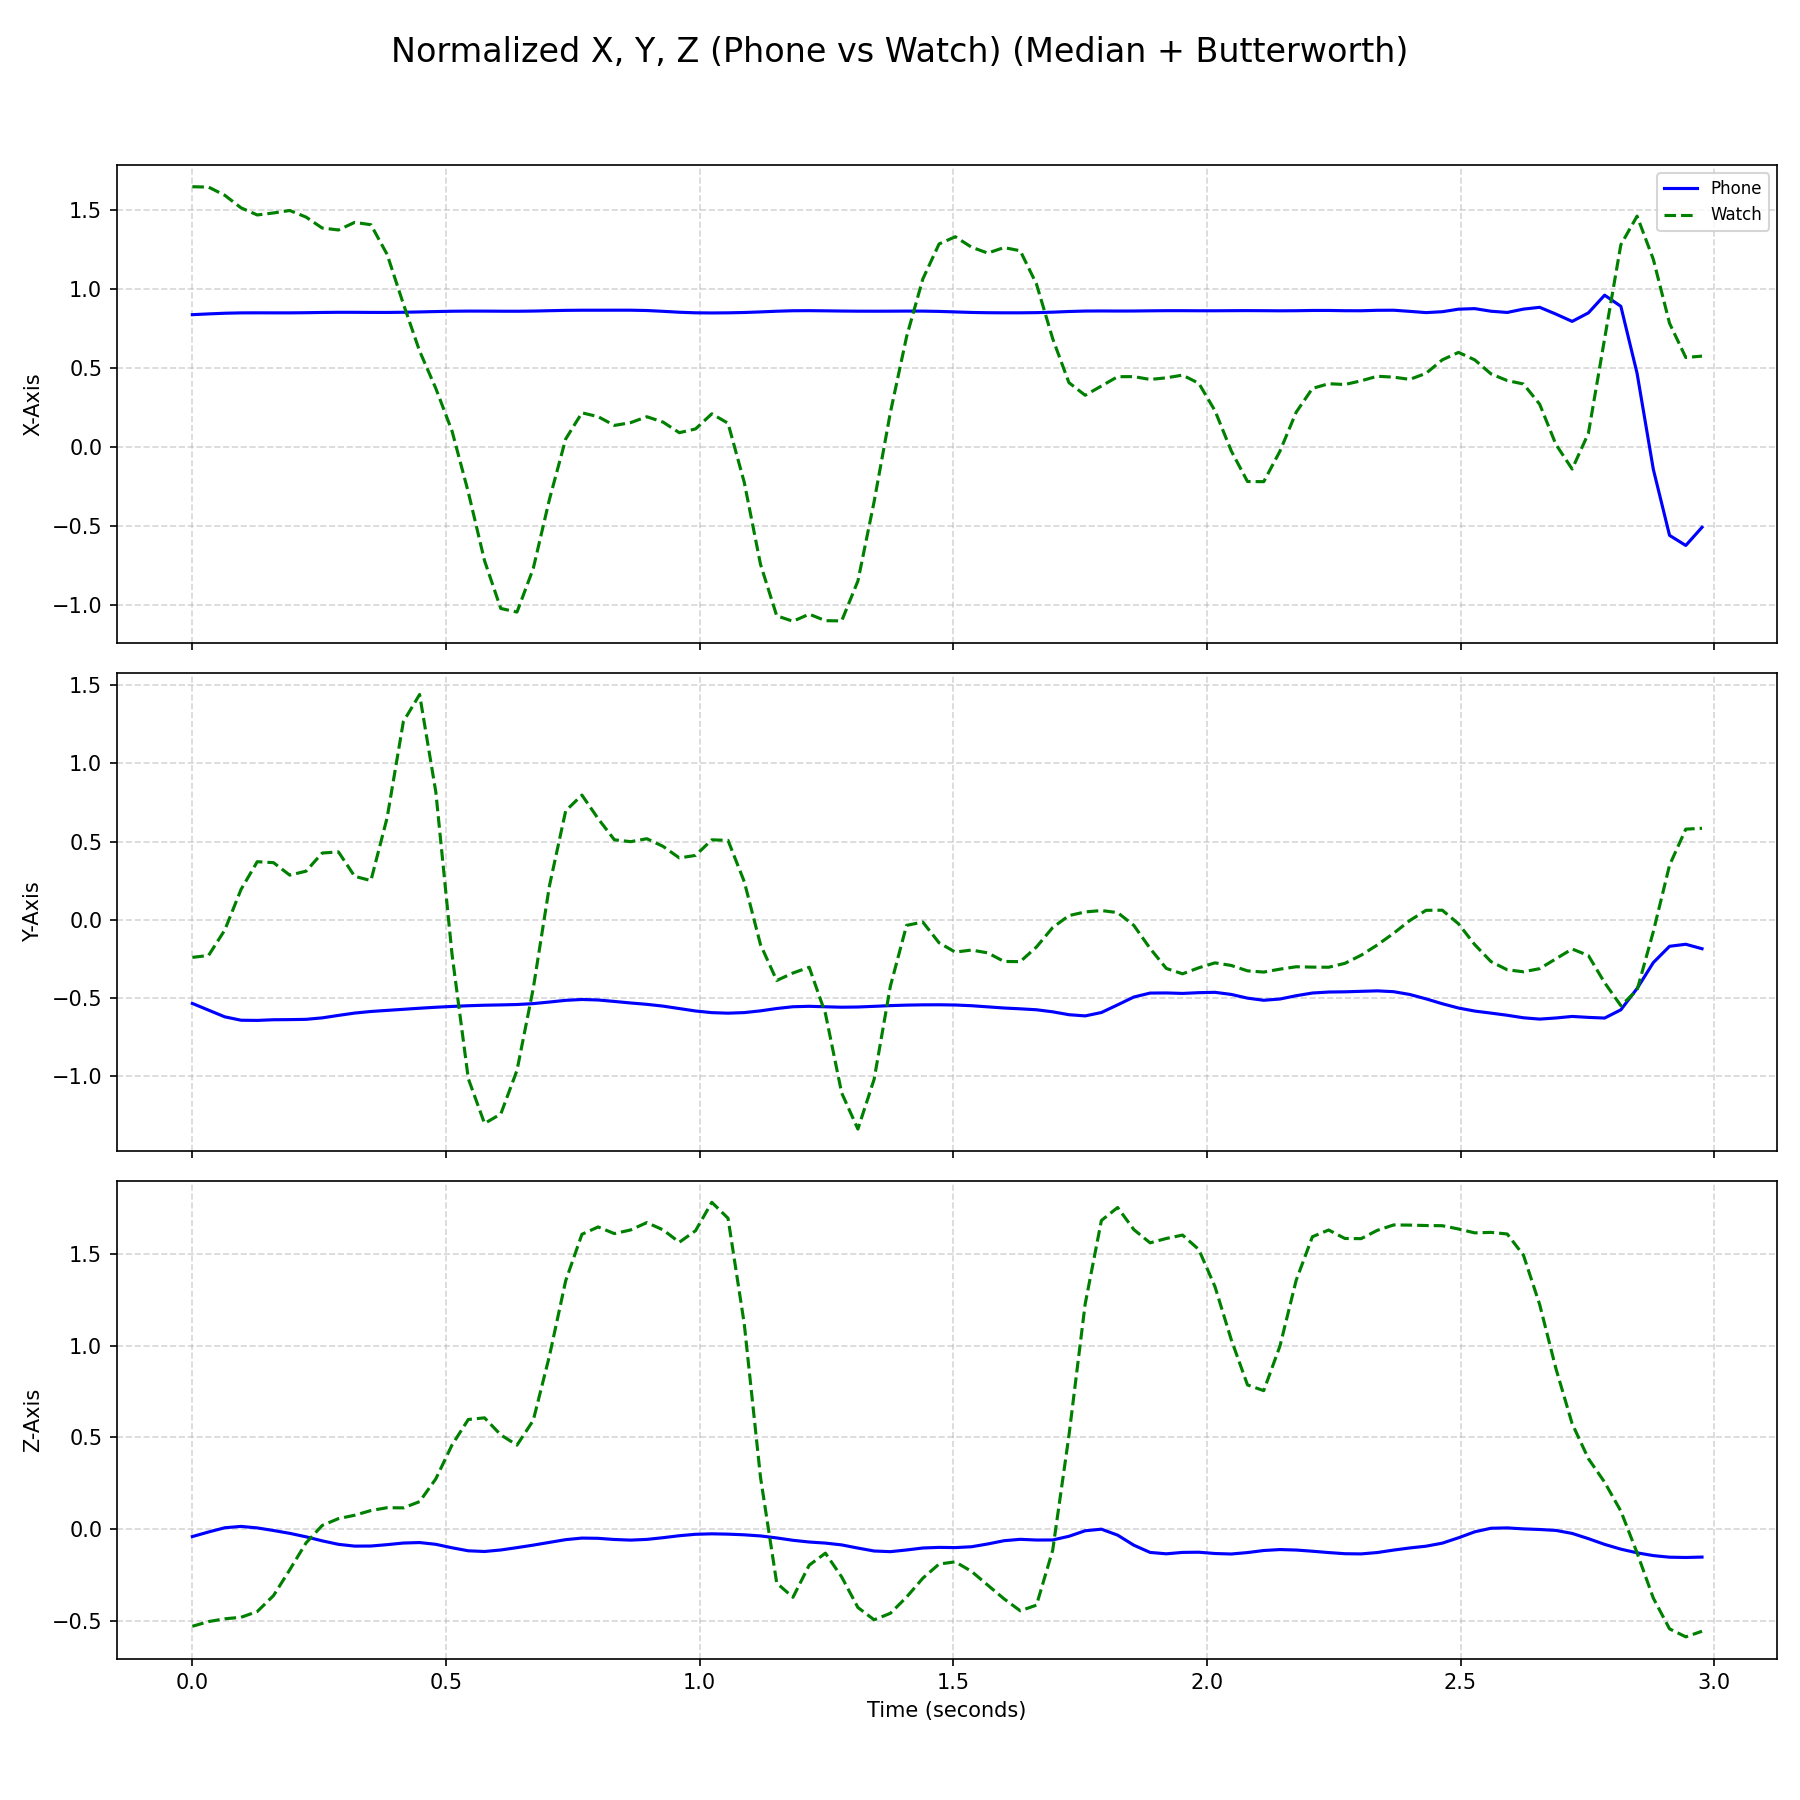 Normalized X, Y, Z (Phone vs Watch) (Median + Butterworth)
1.5
1.0
0.5
0.0
−0.5
−1.0
X-Axis
Phone
Watch
1.5
1.0
0.5
0.0
−0.5
−1.0
Y-Axis
1.5
1.0
0.5
0.0
−0.5
Z-Axis
0.0 0.5 1.0 1.5 2.0 2.5 3.0
Time (seconds)